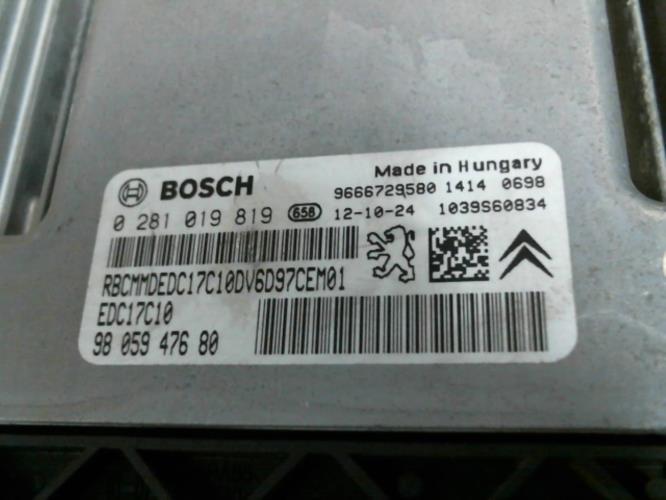 BOSCH
Made in Hungary
9666729580 1414 0698
0 281 019 819 658 12-10-24 1039S60834
RBCMMDEDC17C10DV6D97CEM01
EDC17C10
98 059 476 80